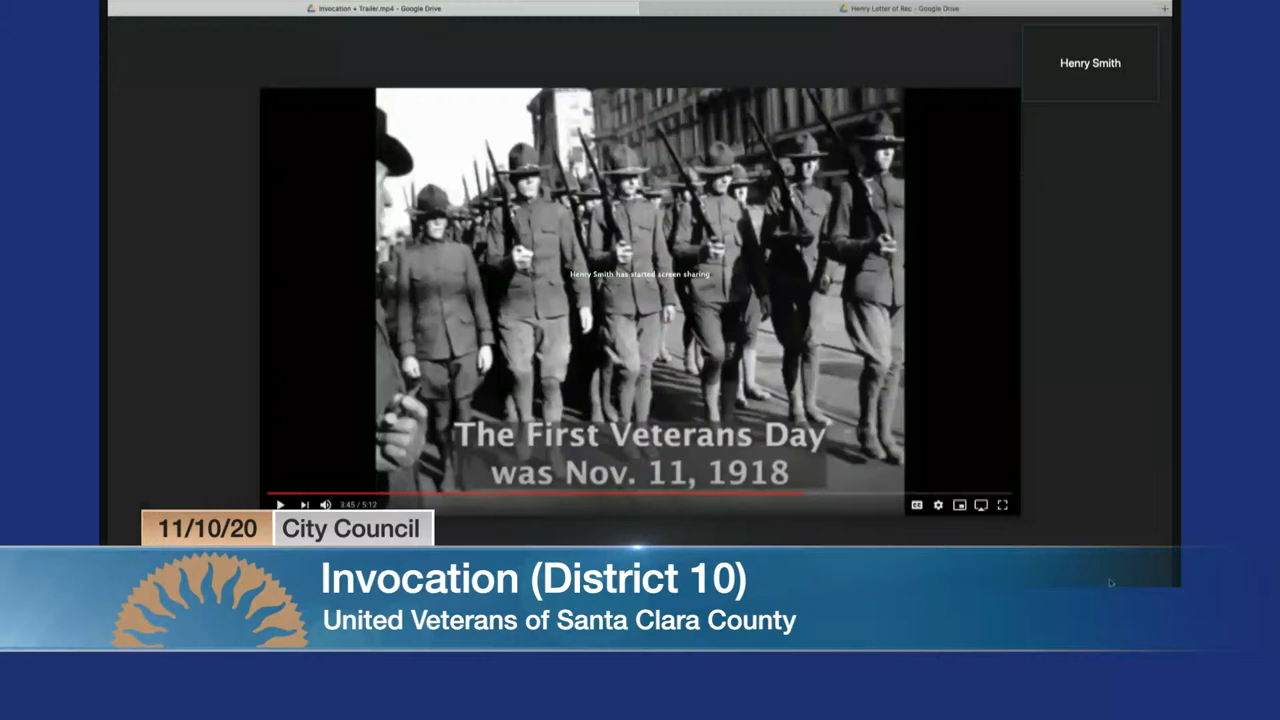 Invocation + Trailer.mp4 - Google Drive
Henry Letter of Rec - Google Drive
+
Henry Smith
Henry Smith has started screen sharing
The First Veterans Day
was Nov. 11, 1918
3:45 / 5:12
CC
11/10/20 City Council
Invocation (District 10)
United Veterans of Santa Clara County